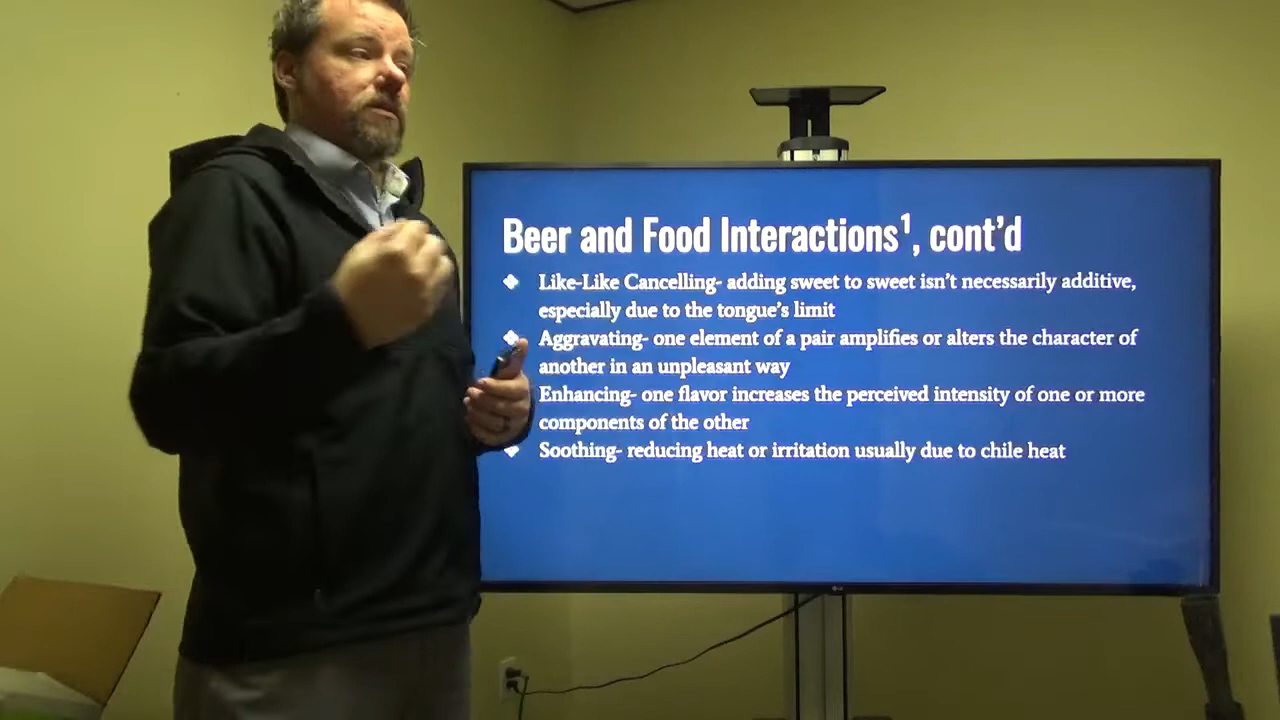 Beer and Food Interactions¹, cont’d
❖ Like-Like Cancelling- adding sweet to sweet isn’t necessarily additive,
especially due to the tongue’s limit
❖ Aggravating- one element of a pair amplifies or alters the character of
another in an unpleasant way
Enhancing- one flavor increases the perceived intensity of one or more
components of the other
❖ Soothing- reducing heat or irritation usually due to chile heat
LG